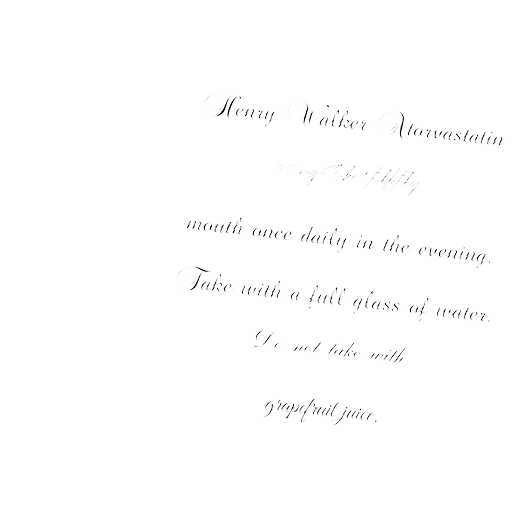 Henry Walker Atorvastatin
mg
mouth once daily in the evening.
Take with a full glass of water.
Do not take with
grapefruit juice.